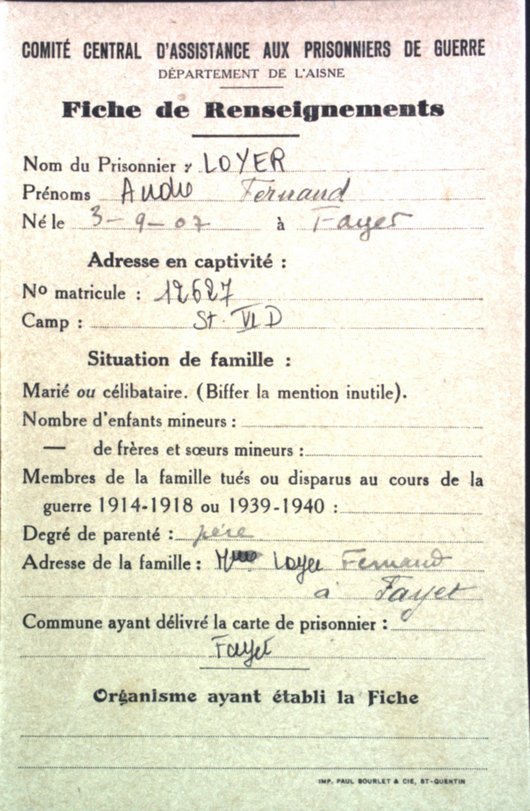 COMITÉ CENTRAL D'ASSISTANCE AUX PRISONNIERS DE GUERRE
DÉPARTEMENT DE L'AISNE
Fiche de Renseignements
Nom du Prisonnier : LOYER
Prénoms André Fernand
Né le 3-9-07 à Fayet
Adresse en captivité :
No matricule : 12627
Camp : St. VI D
Situation de famille :
Marié ou célibataire. (Biffer la mention inutile).
Nombre d'enfants mineurs :
— de frères et sœurs mineurs :
Membres de la famille tués ou disparus au cours de la
guerre 1914-1918 ou 1939-1940 :
Degré de parenté : père
Adresse de la famille : Loyer Fernand
à Fayet
Commune ayant délivré la carte de prisonnier :
Fayet
Organisme ayant établi la Fiche
IMP. PAUL BOURLET & CIE, ST-QUENTIN